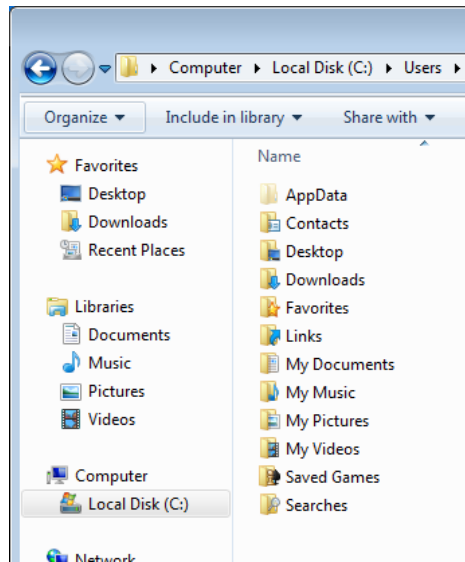 Computer Local Disk (C:) Users
Organize Include in library Share with
Favorites
Desktop
Downloads
Recent Places
Libraries
Documents
Music
Pictures
Videos
Computer
Local Disk (C:)
Network
Name
AppData
Contacts
Desktop
Downloads
Favorites
Links
My Documents
My Music
My Pictures
My Videos
Saved Games
Searches